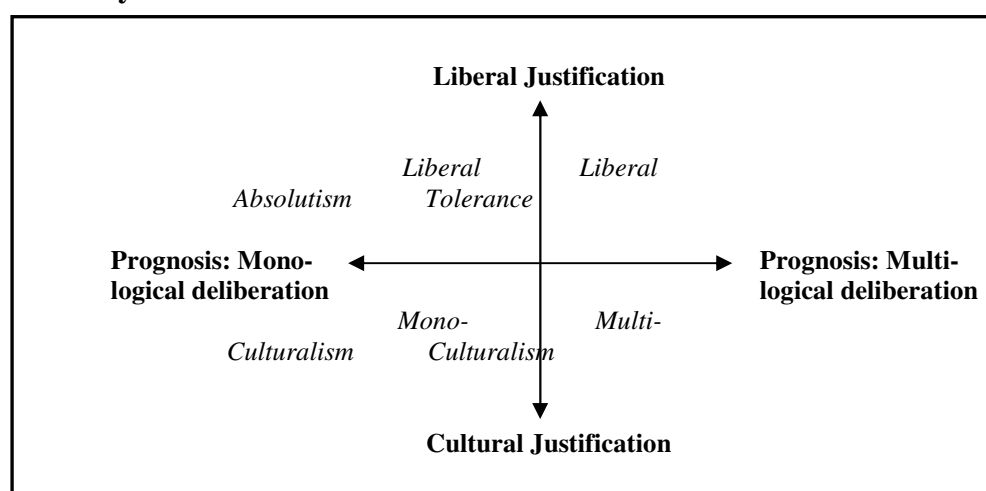 Liberal Justification
Liberal Liberal
Absolutism Tolerance
Prognosis: Mono- Prognosis: Multi-
logical deliberation logical deliberation
Mono- Multi-
Culturalism Culturalism
Cultural Justification